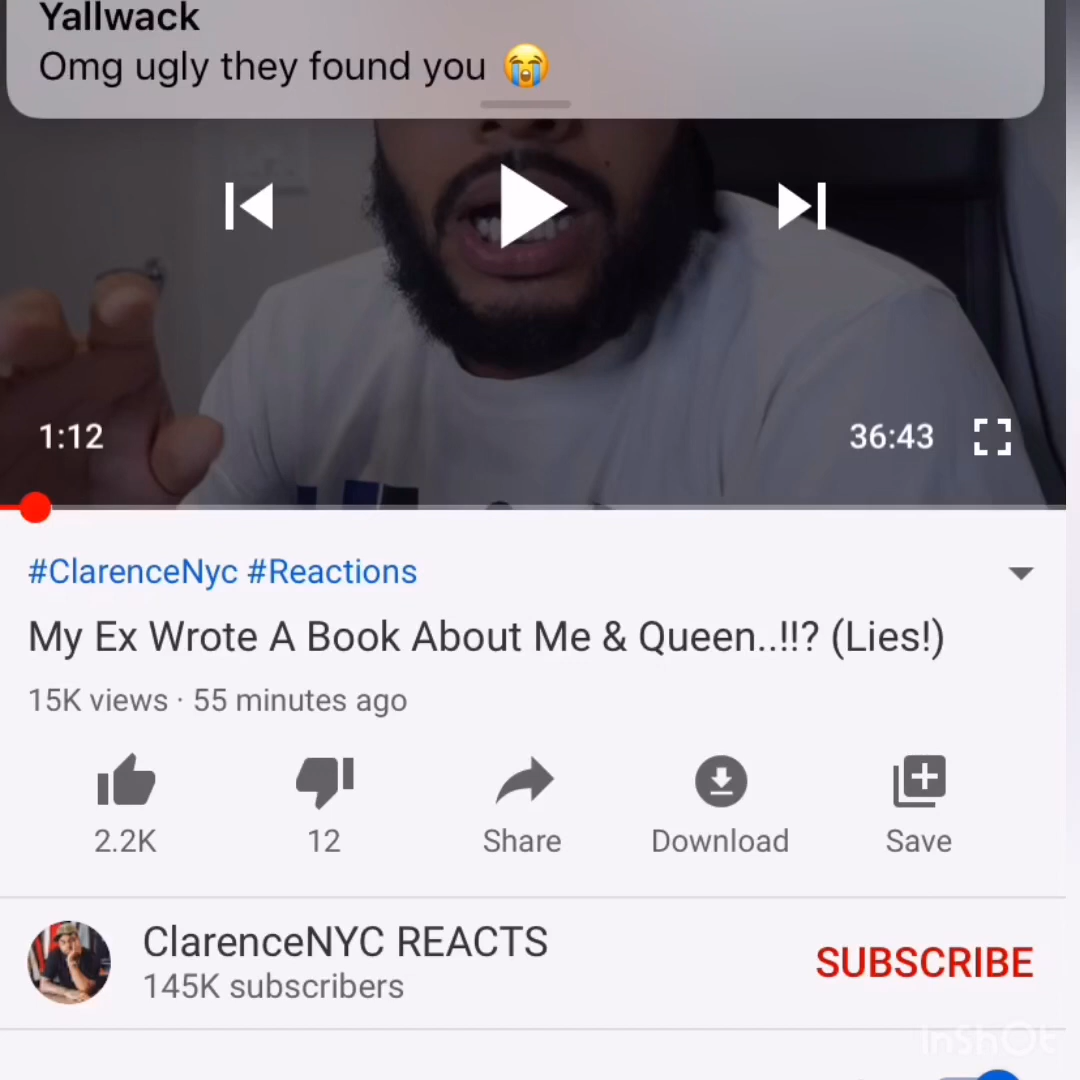 Yallwack
Omg ugly they found you 😭
1:12
36:43
#ClarenceNyc #Reactions
My Ex Wrote A Book About Me & Queen..!!? (Lies!)
15K views · 55 minutes ago
2.2K
12
Share
Download
Save
ClarenceNYC REACTS
145K subscribers
SUBSCRIBE
InShOt